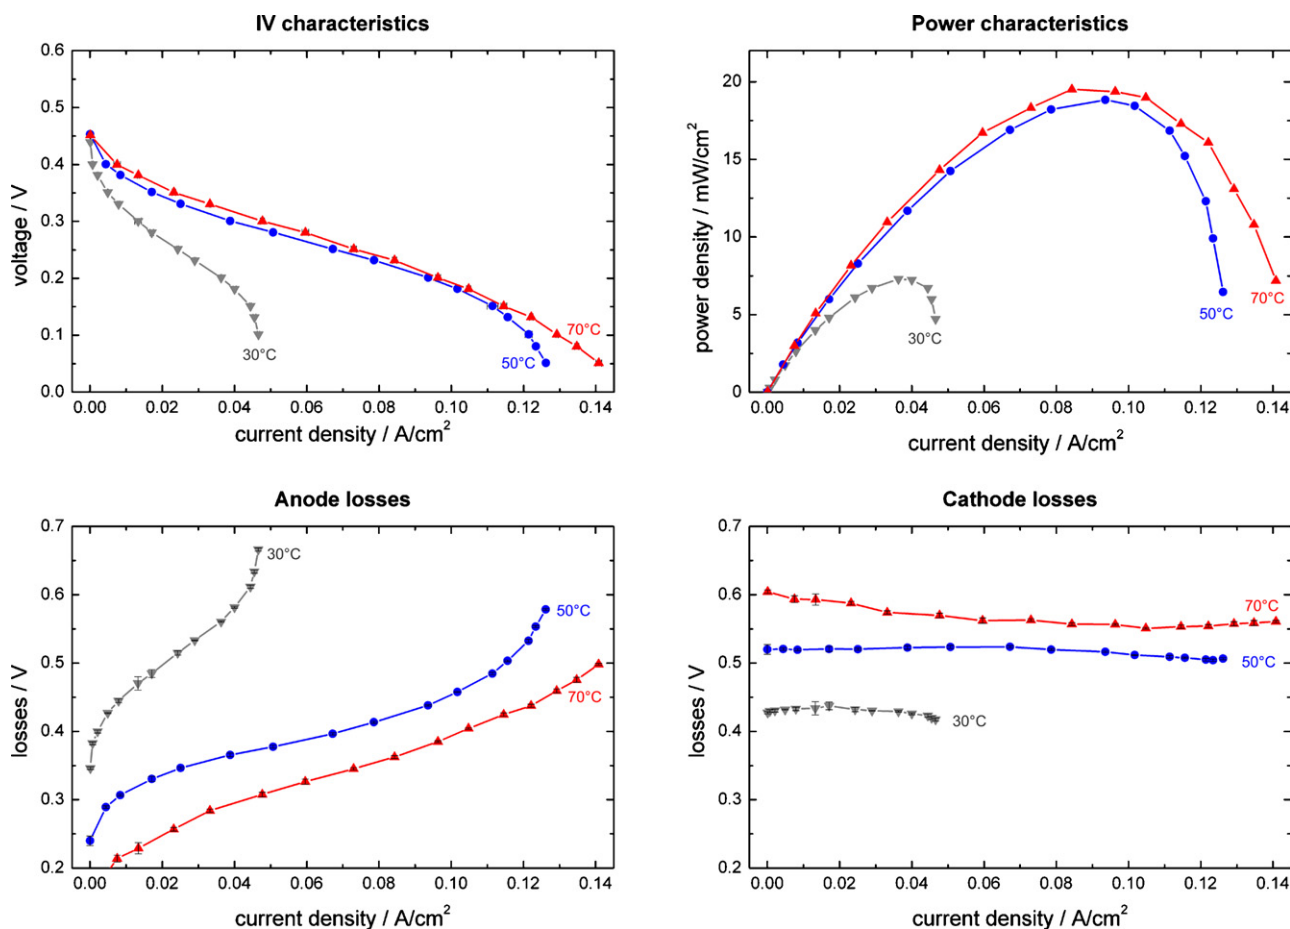 IV characteristics
0.6
0.5
0.4
0.3
0.2
0.1
0.0
voltage / V
70°C
50°C
30°C
0.00 0.02 0.04 0.06 0.08 0.10 0.12 0.14
current density / A/cm²
Power characteristics
20
15
10
5
0
power density / mW/cm²
70°C
50°C
30°C
0.00 0.02 0.04 0.06 0.08 0.10 0.12 0.14
current density / A/cm²
Anode losses
0.7
0.6
0.5
0.4
0.3
0.2
losses / V
30°C
50°C
70°C
0.00 0.02 0.04 0.06 0.08 0.10 0.12 0.14
current density / A/cm²
Cathode losses
0.7
0.6
0.5
0.4
0.3
0.2
losses / V
70°C
50°C
30°C
0.00 0.02 0.04 0.06 0.08 0.10 0.12 0.14
current density / A/cm²